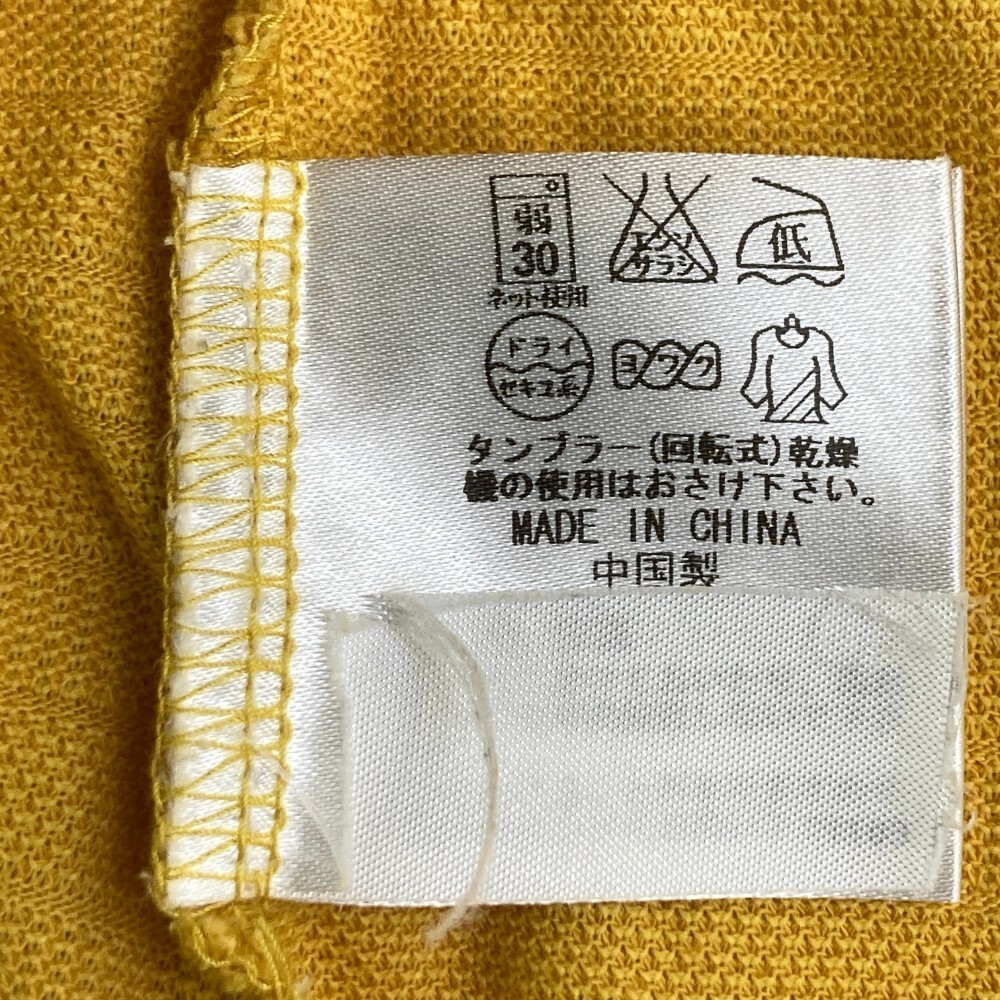 弱
30
ネット使用
エンソ
サラシ
低
ドライ
セキユ系
ヨワク
タンブラー(回転式)乾燥
機の使用はおさけ下さい。
MADE IN CHINA
中国製